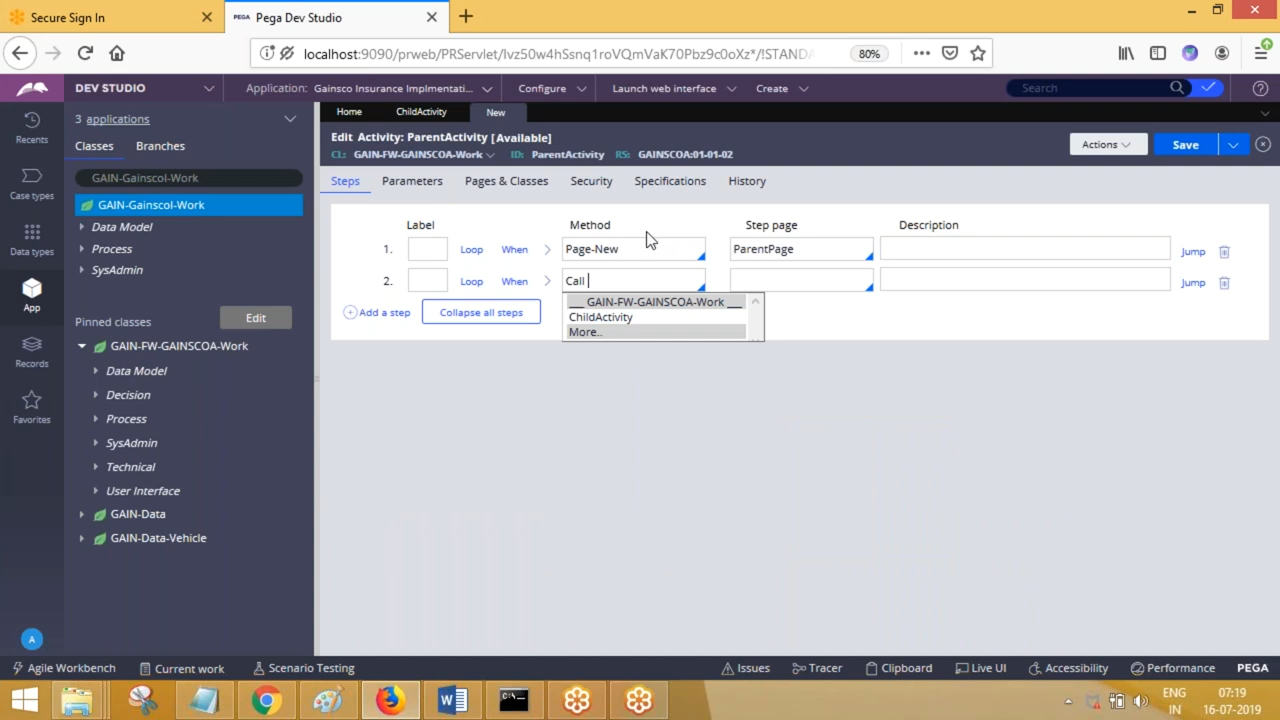 Secure Sign In
PEGA Pega Dev Studio
localhost:9090/prweb/PRServlet/lvz50w4hSsnq1roVQmVaK70Pbz9c0oXz*/!STANDA
80%
DEV STUDIO
Application: Gainsco Insurance Implmentati...
Configure
Launch web interface
Create
Search
Recents
Case types
Data types
App
Records
Favorites
A
3 applications
Classes Branches
GAIN-Gainscol-Work
GAIN-Gainscol-Work
Data Model
Process
SysAdmin
Pinned classes
Edit
GAIN-FW-GAINSCOA-Work
Data Model
Decision
Process
SysAdmin
Technical
User Interface
GAIN-Data
GAIN-Data-Vehicle
Home ChildActivity New
Edit Activity: ParentActivity [Available]
CL: GAIN-FW-GAINSCOA-Work ID: ParentActivity RS: GAINSCOA:01-01-02
Actions Save
Steps Parameters Pages & Classes Security Specifications History
Label Method Step page Description
1. Loop When Page-New ParentPage Jump
2. Loop When Call Jump
Add a step Collapse all steps
___ GAIN-FW-GAINSCOA-Work ___
ChildActivity
More..
Agile Workbench Current work Scenario Testing Issues Tracer Clipboard Live UI Accessibility Performance PEGA
ENG 07:19
IN 16-07-2019